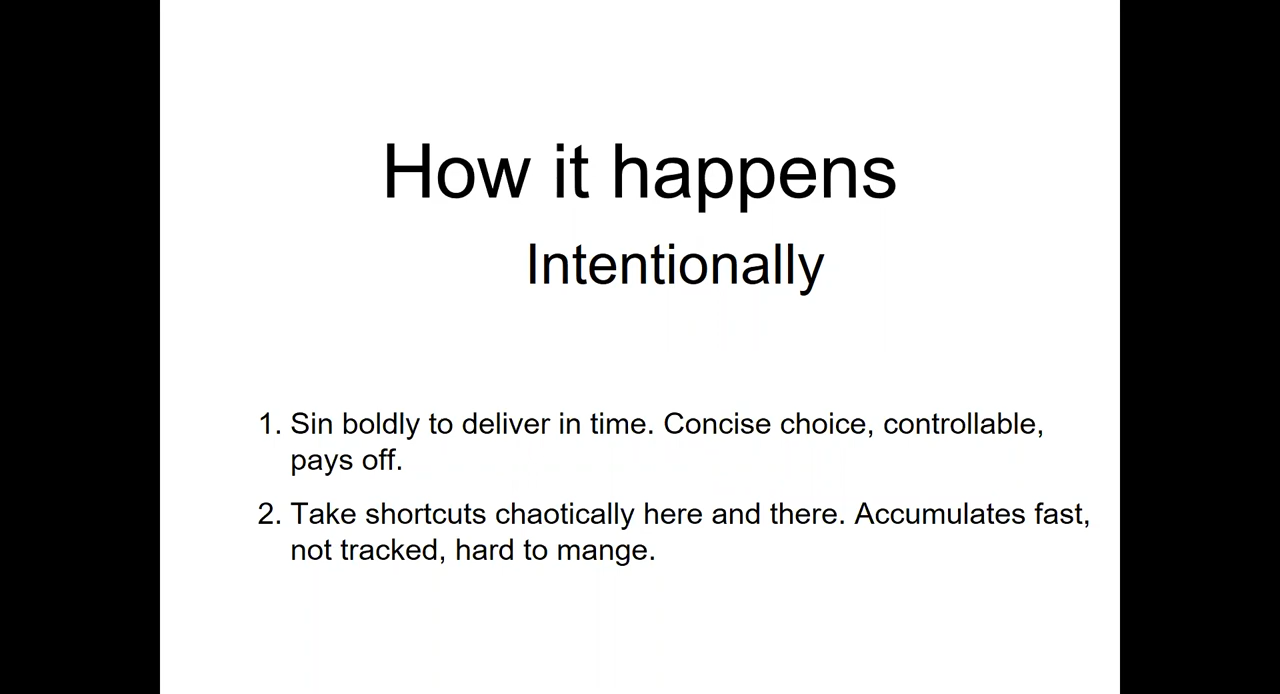 How it happens
Intentionally
1. Sin boldly to deliver in time. Concise choice, controllable,
pays off.
2. Take shortcuts chaotically here and there. Accumulates fast,
not tracked, hard to mange.